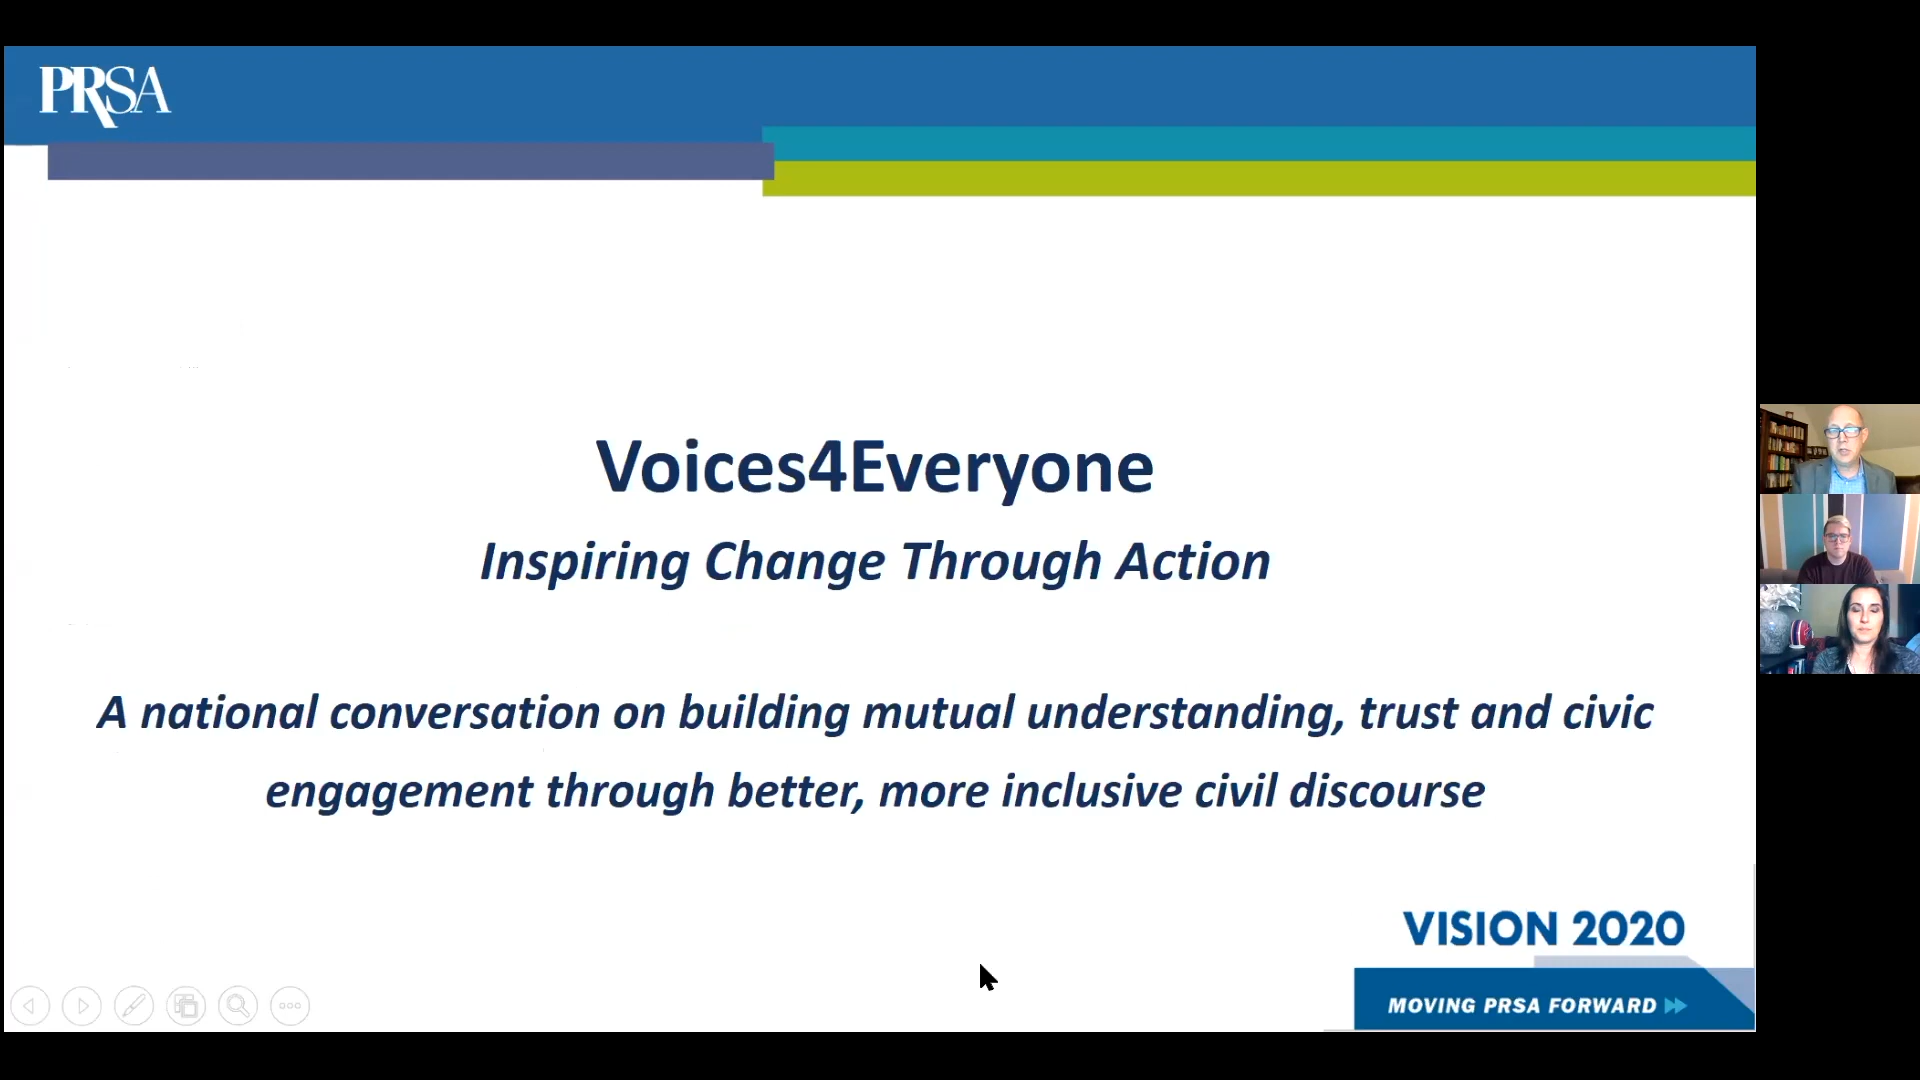 PRSA
Voices4Everyone
Inspiring Change Through Action
A national conversation on building mutual understanding, trust and civic
engagement through better, more inclusive civil discourse
VISION 2020
MOVING PRSA FORWARD